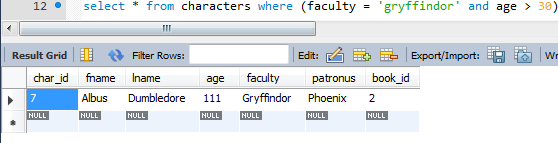 12 select * from characters where (faculty = 'gryffindor' and age > 30)
Result Grid Filter Rows: Edit: Export/Import: Wr
char_id fname lname age faculty patronus book_id
7 Albus Dumbledore 111 Gryffindor Phoenix 2
NULL NULL NULL NULL NULL NULL NULL